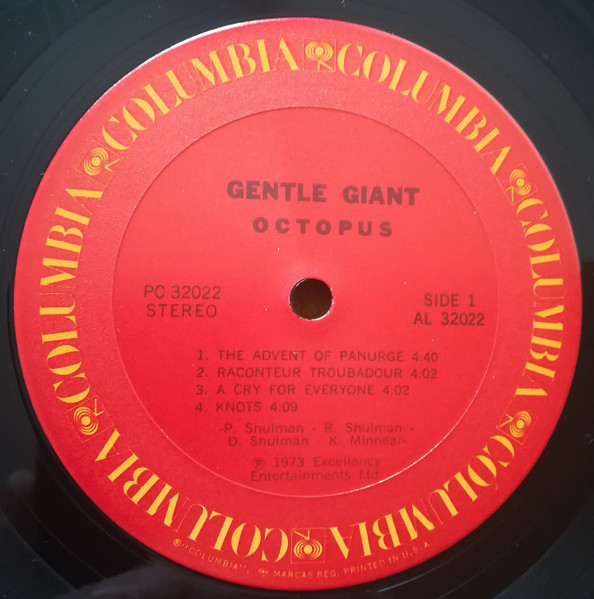 COLUMBIA COLUMBIA COLUMBIA COLUMBIA COLUMBIA COLUMBIA COLUMBIA COLUMBIA
GENTLE GIANT
OCTOPUS
PC 32022
STEREO
SIDE 1
AL 32022
1. THE ADVENT OF PANURGE 4:40
2. RACONTEUR TROUBADOUR 4:02
3. A CRY FOR EVERYONE 4:02
4. KNOTS 4:09
-P. Shulman - R. Shulman -
D. Shulman - K. Minnear-
℗ 1973 Excellency
Entertainments Ltd.
© "COLUMBIA", MARCAS REG. PRINTED IN U.S.A.